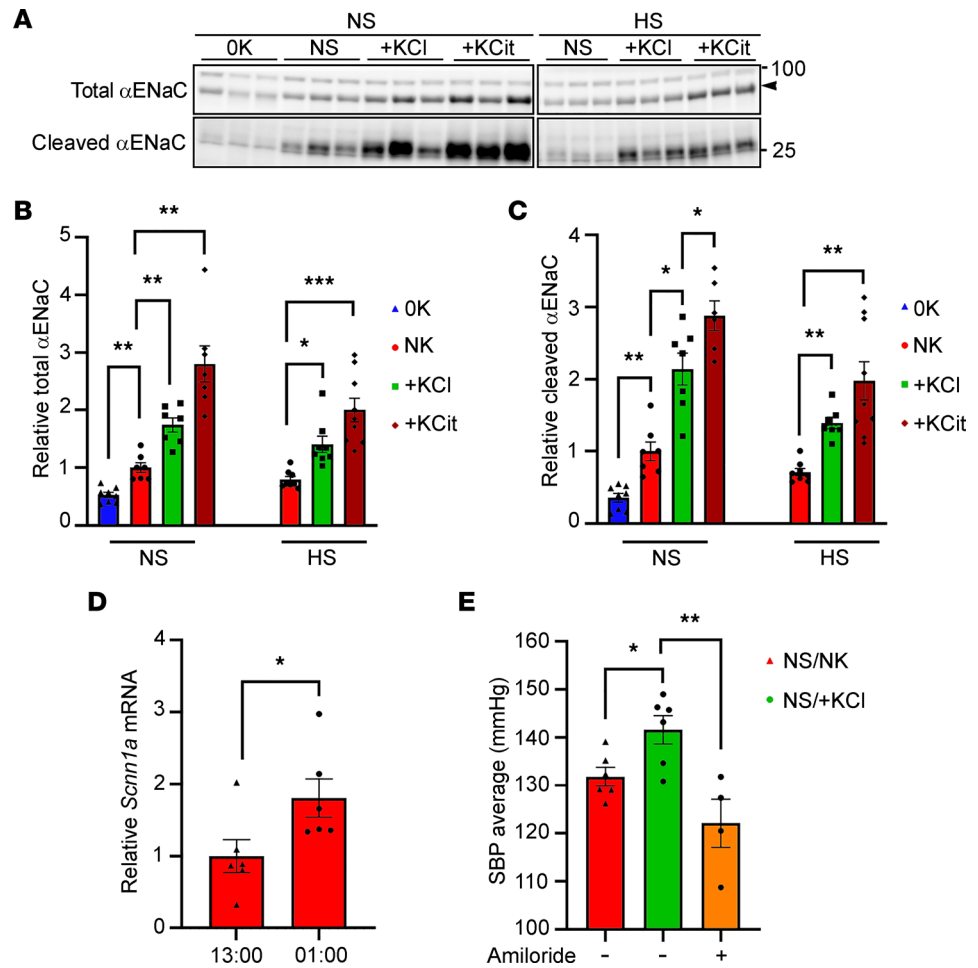 A
NS
HS
0K NS +KCl +KCit
NS +KCl +KCit
Total αENaC
100
Cleaved αENaC
25
B
Relative total αENaC
5
4
3
2
1
0
**
**
**
***
*
NS
HS
0K
NK
+KCl
+KCit
C
Relative cleaved αENaC
4
3
2
1
0
*
*
**
**
**
NS
HS
0K
NK
+KCl
+KCit
D
Relative Scnn1a mRNA
4
3
2
1
0
*
13:00 01:00
E
SBP average (mmHg)
160
150
140
130
120
110
100
*
**
NS/NK
NS/+KCl
Amiloride - - +